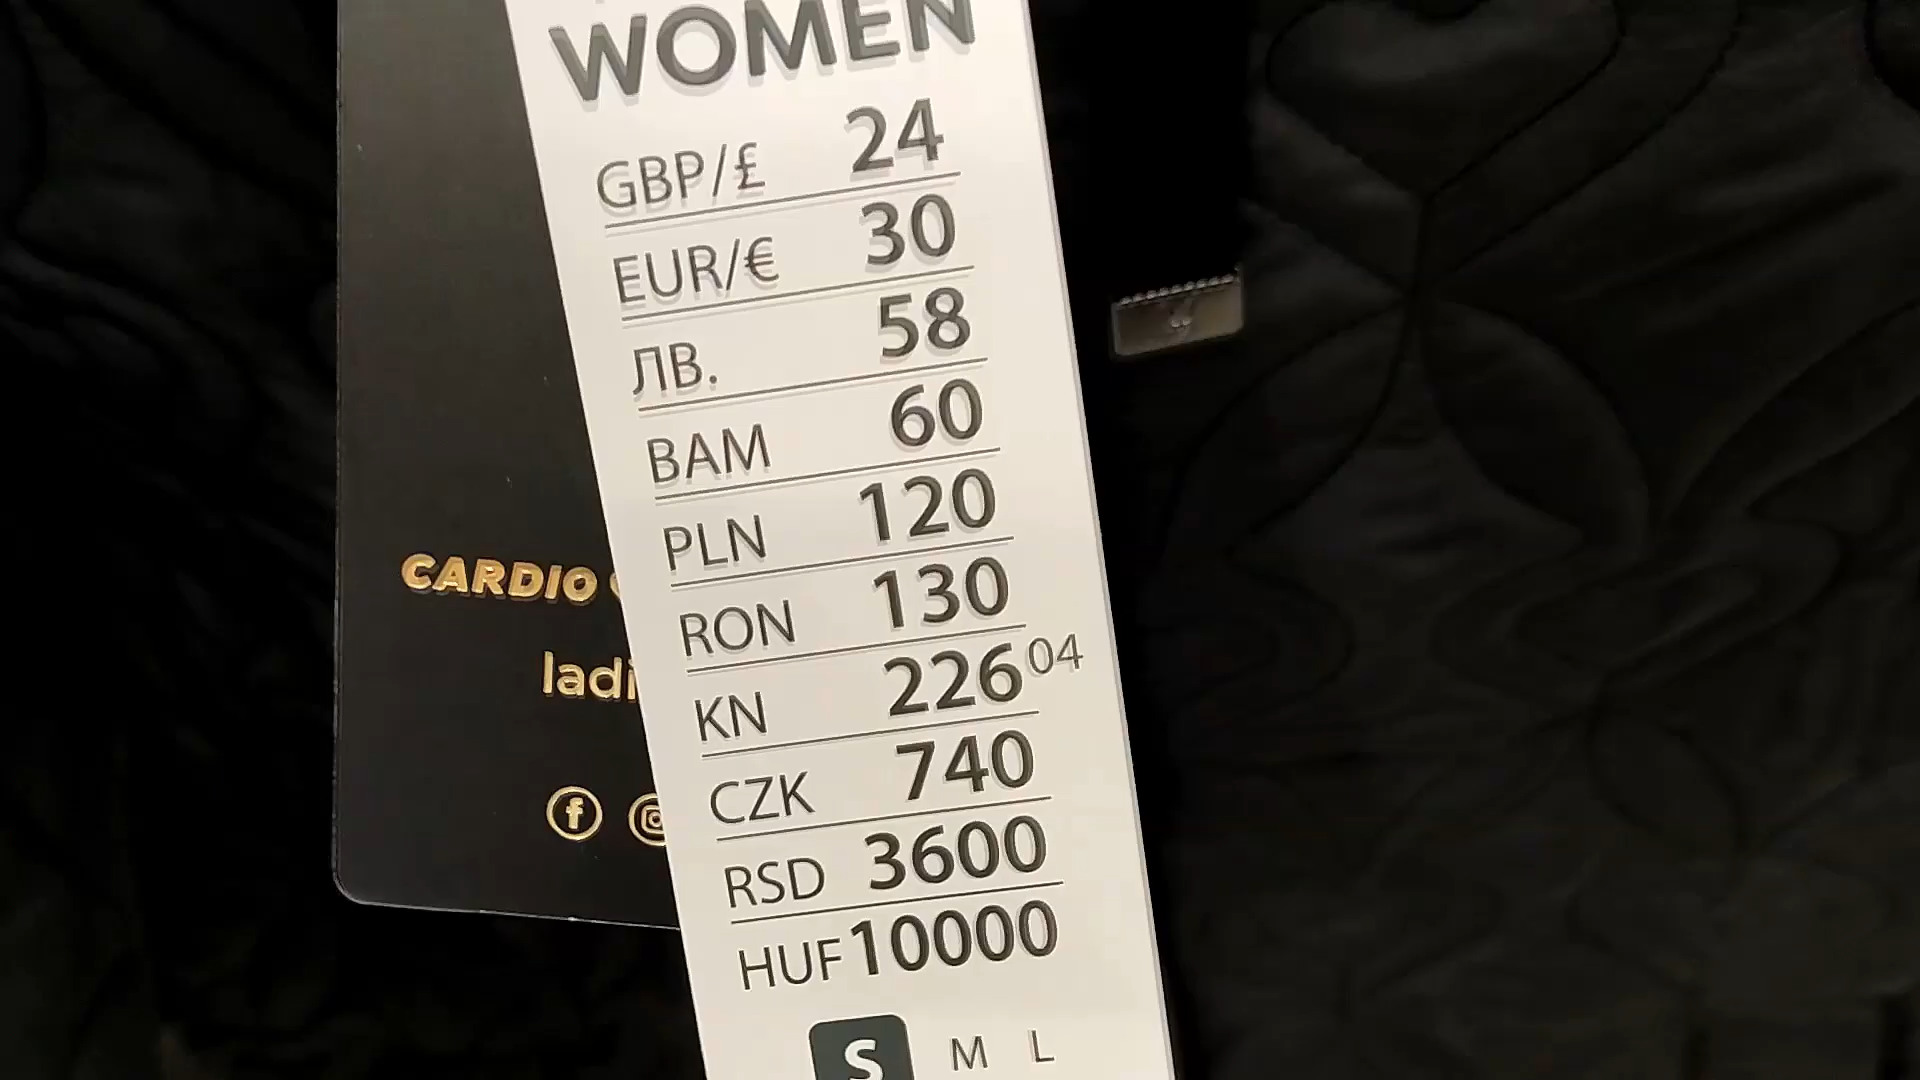 WOMEN
GBP/£ 24
EUR/€ 30
ЛВ. 58
BAM 60
PLN 120
RON 130
KN 226 04
CZK 740
RSD 3600
HUF 10000
S M L
CARDIO
ladi